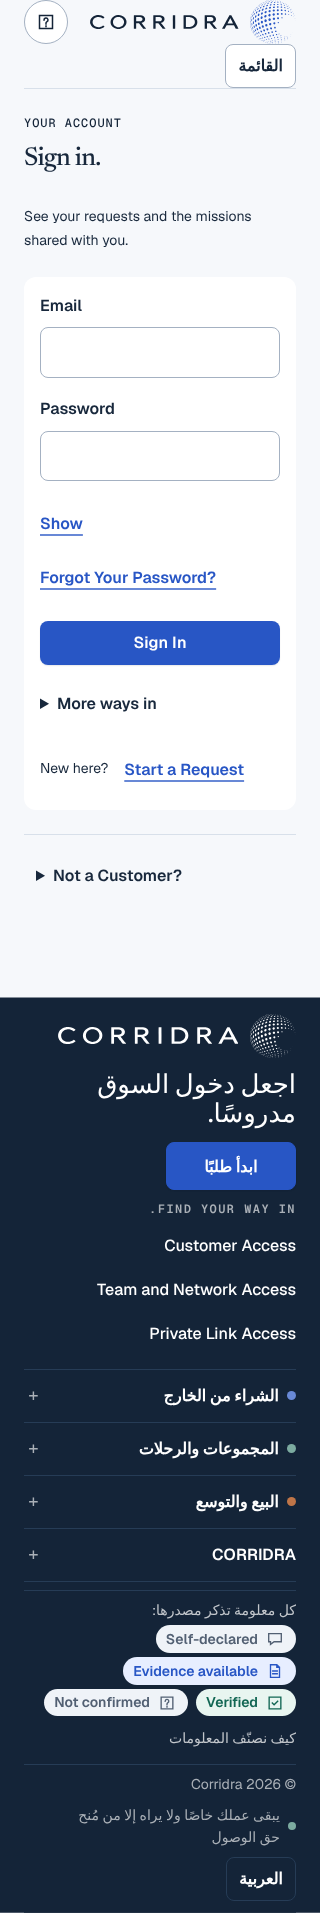 CORRIDRA
القائمة
YOUR ACCOUNT
Sign in.
See your requests and the missions
shared with you.
Email
Password
Show
Forgot Your Password?
Sign In
More ways in
New here? Start a Request
Not a Customer?
CORRIDRA
اجعل دخول السوق
مدروسًا.
ابدأ طلبًا
.FIND YOUR WAY IN
Customer Access
Team and Network Access
Private Link Access
الشراء من الخارج +
المجموعات والرحلات +
البيع والتوسع +
CORRIDRA +
كل معلومة تذكر مصدرها:
Self-declared
Evidence available
Verified Not confirmed
كيف نصنّف المعلومات
© 2026 Corridra
يبقى عملك خاصًا ولا يراه إلا من مُنح
حق الوصول
العربية